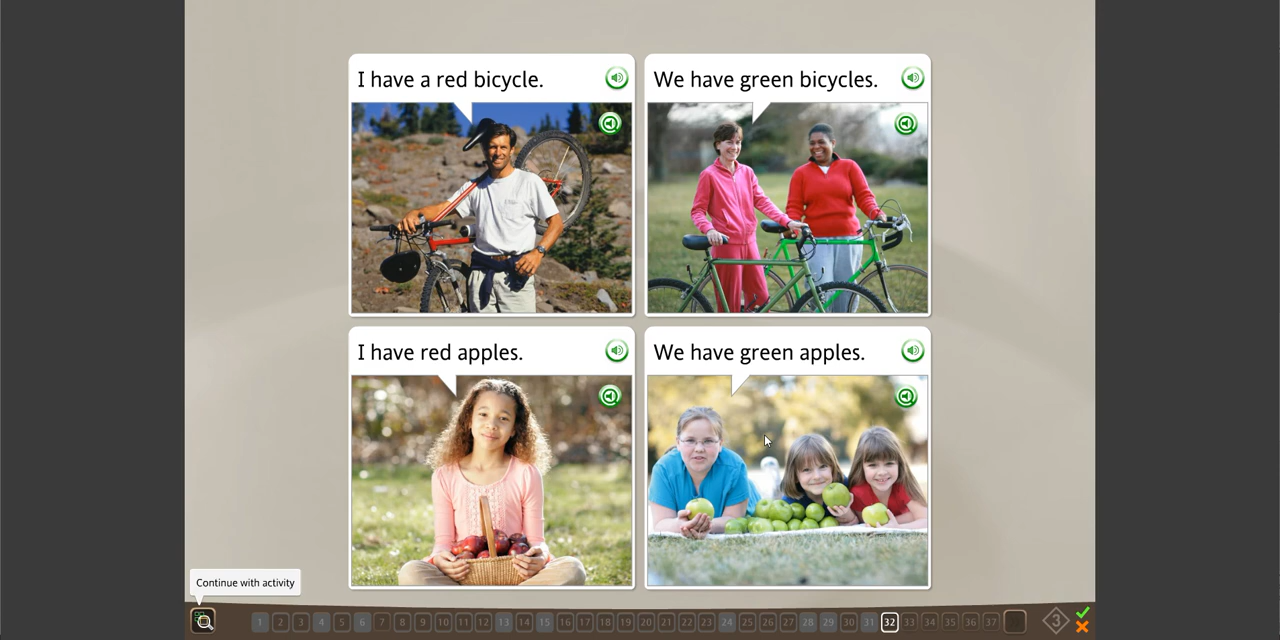 I have a red bicycle.
We have green bicycles.
I have red apples.
We have green apples.
Continue with activity
1 2 3 4 5 6 7 8 9 10 11 12 13 14 15 16 17 18 19 20 21 22 23 24 25 26 27 28 29 30 31 32 33 34 35 36 37
3